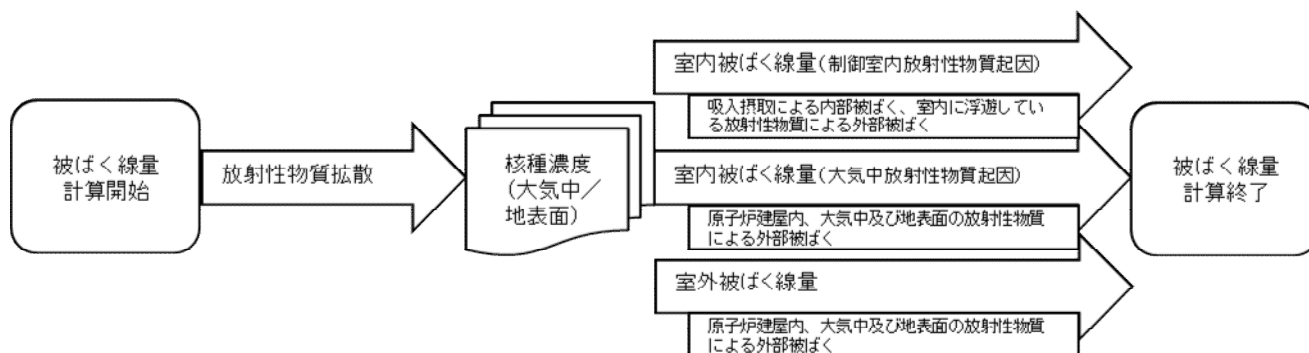 被ばく線量
計算開始
放射性物質拡散
核種濃度
(大気中／
地表面)
室内被ばく線量(制御室内放射性物質起因)
吸入摂取による内部被ばく、室内に浮遊してい
る放射性物質による外部被ばく
室内被ばく線量(大気中放射性物質起因)
原子炉建屋内、大気中及び地表面の放射性物質
による外部被ばく
室外被ばく線量
原子炉建屋内、大気中及び地表面の放射性物質
による外部被ばく
被ばく線量
計算終了